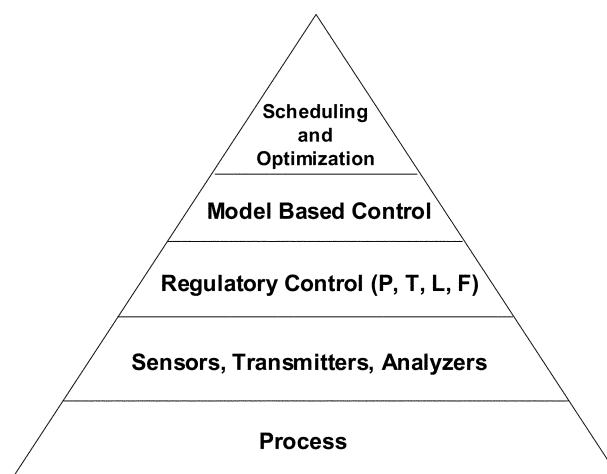 Scheduling
and
Optimization
Model Based Control
Regulatory Control (P, T, L, F)
Sensors, Transmitters, Analyzers
Process